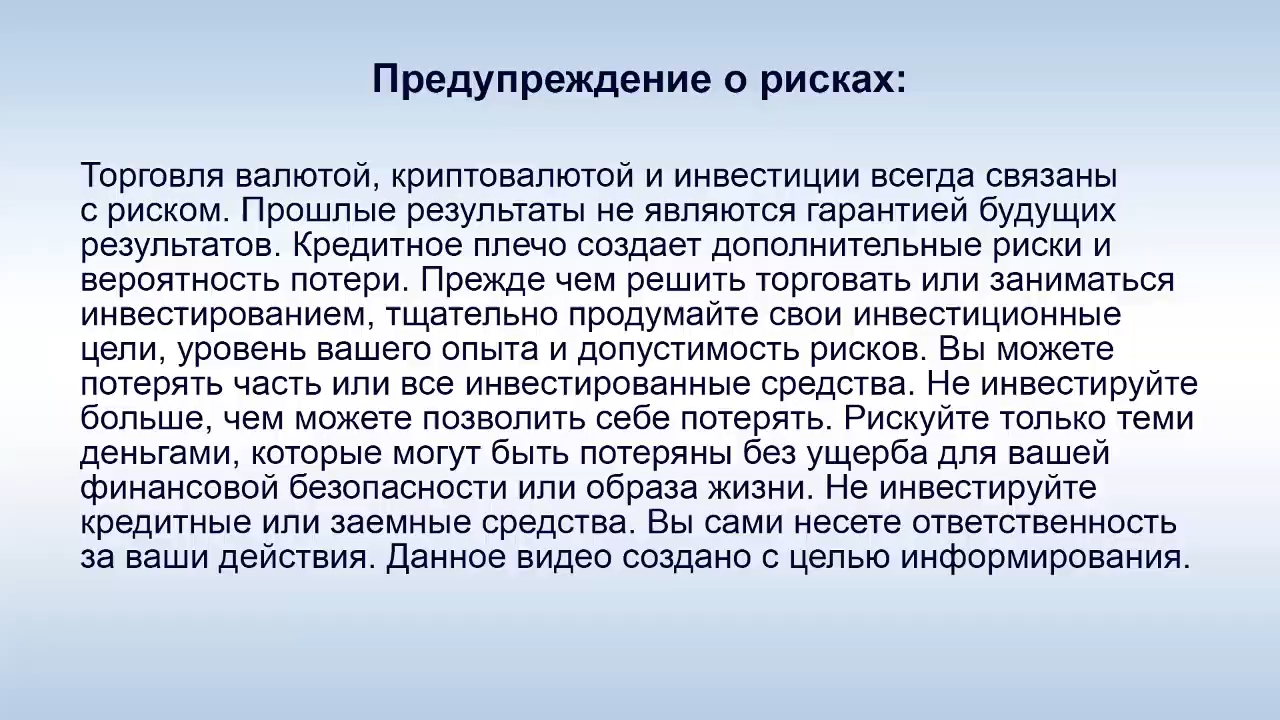 Предупреждение о рисках:
Торговля валютой, криптовалютой и инвестиции всегда связаны
с риском. Прошлые результаты не являются гарантией будущих
результатов. Кредитное плечо создает дополнительные риски и
вероятность потери. Прежде чем решить торговать или заниматься
инвестированием, тщательно продумайте свои инвестиционные
цели, уровень вашего опыта и допустимость рисков. Вы можете
потерять часть или все инвестированные средства. Не инвестируйте
больше, чем можете позволить себе потерять. Рискуйте только теми
деньгами, которые могут быть потеряны без ущерба для вашей
финансовой безопасности или образа жизни. Не инвестируйте
кредитные или заемные средства. Вы сами несете ответственность
за ваши действия. Данное видео создано с целью информирования.